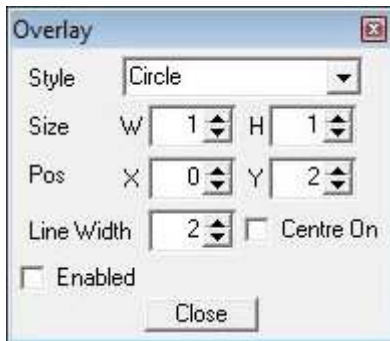 Overlay
Style Circle
Size W 1 H 1
Pos X 0 Y 2
Line Width 2 Centre On
Enabled
Close